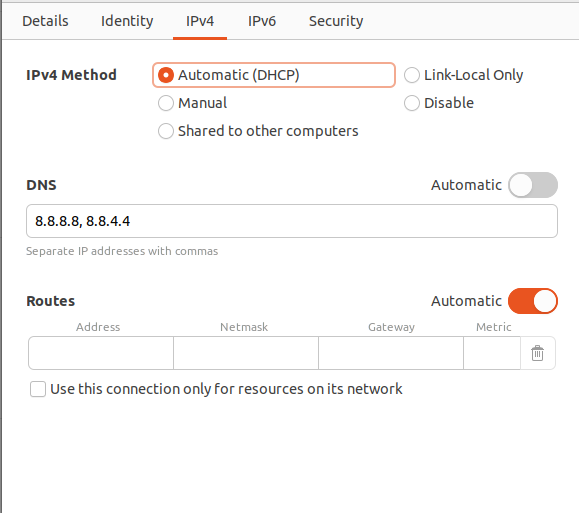 Details Identity IPv4 IPv6 Security
IPv4 Method Automatic (DHCP) Link-Local Only
Manual Disable
Shared to other computers
DNS Automatic
8.8.8.8, 8.8.4.4
Separate IP addresses with commas
Routes Automatic
Address Netmask Gateway Metric
Use this connection only for resources on its network